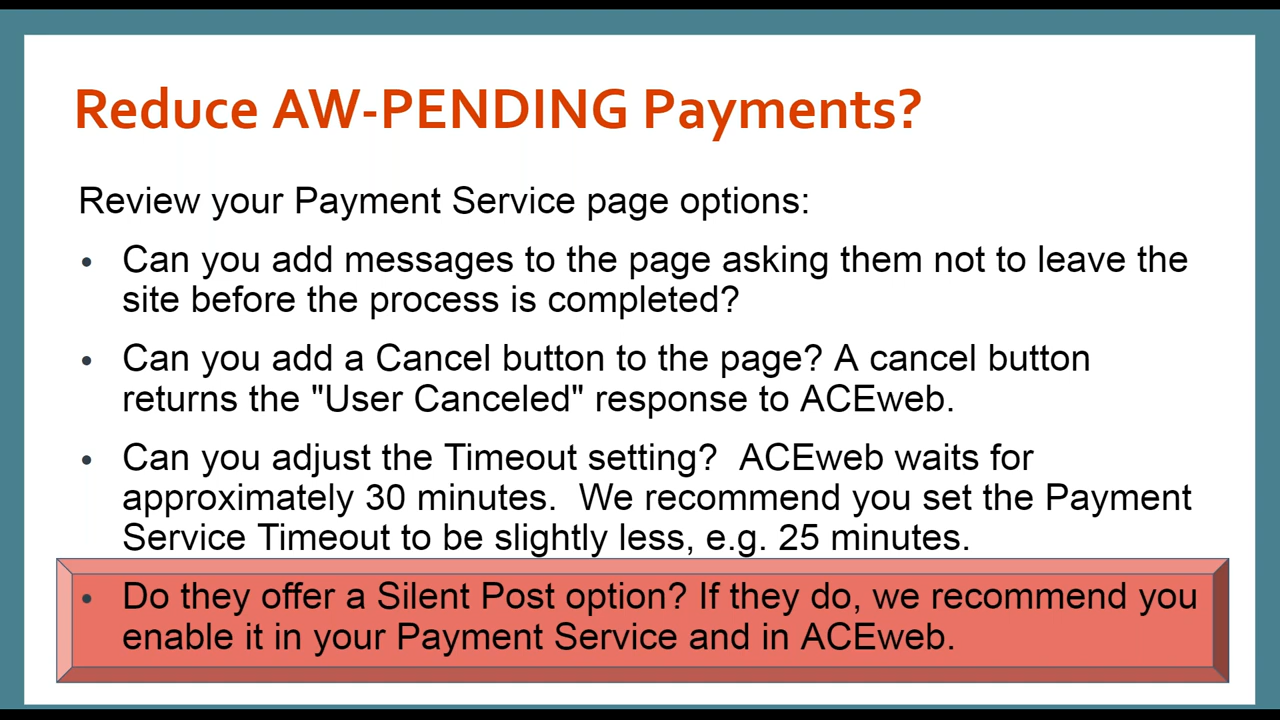 Reduce AW-PENDING Payments?
Review your Payment Service page options:
• Can you add messages to the page asking them not to leave the
site before the process is completed?
• Can you add a Cancel button to the page? A cancel button
returns the "User Canceled" response to ACEweb.
• Can you adjust the Timeout setting?  ACEweb waits for
approximately 30 minutes.  We recommend you set the Payment
Service Timeout to be slightly less, e.g. 25 minutes.
• Do they offer a Silent Post option? If they do, we recommend you
enable it in your Payment Service and in ACEweb.